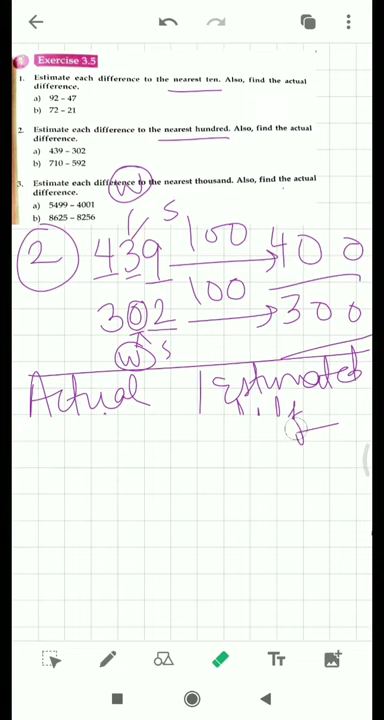 Exercise 3.5
1. Estimate each difference to the nearest ten. Also, find the actual
difference.
a) 92 – 47
b) 72 – 21
2. Estimate each difference to the nearest hundred. Also, find the actual
difference.
a) 439 – 302
b) 710 – 592
3. Estimate each difference to the nearest thousand. Also, find the actual
difference.
a) 5499 – 4001
b) 8625 – 8256
2 439 100 400
302 100 300
Actual Estimated
TT